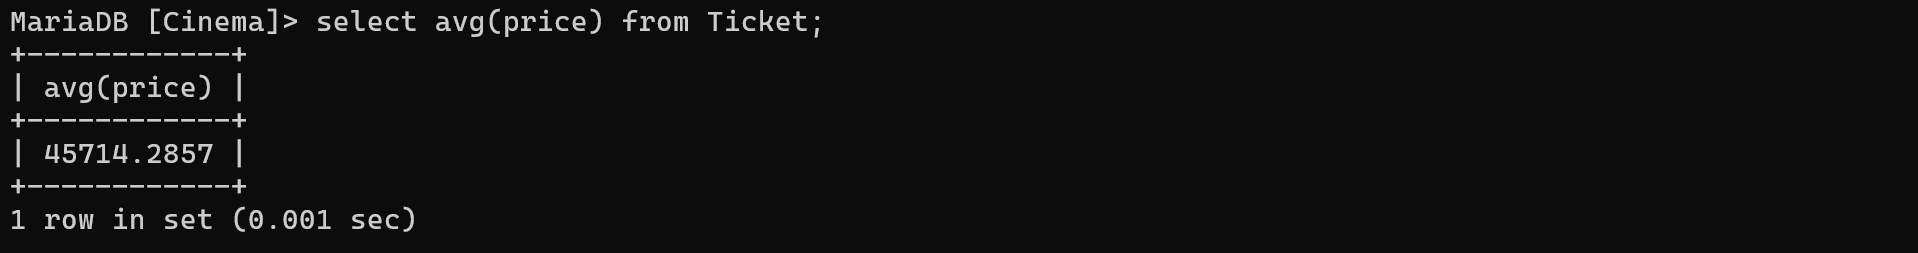 MariaDB [Cinema]> select avg(price) from Ticket;
+------------+
| avg(price) |
+------------+
| 45714.2857 |
+------------+
1 row in set (0.001 sec)